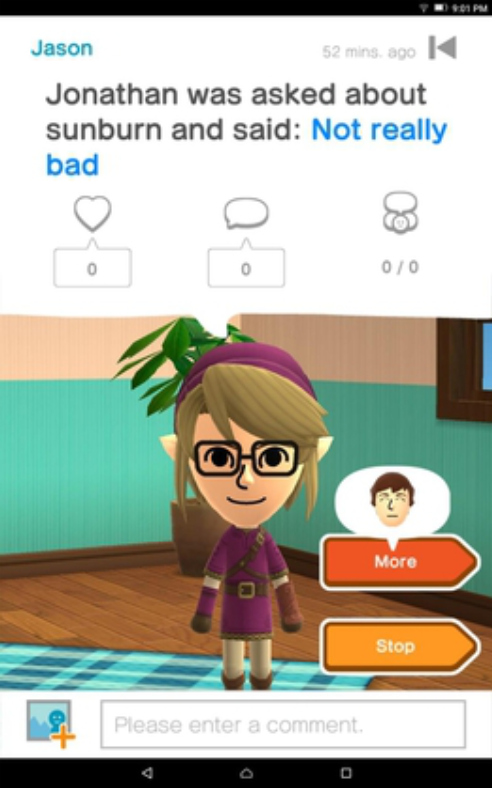 9:01 PM
Jason
52 mins. ago
Jonathan was asked about
sunburn and said: Not really
bad
0
0
0 / 0
More
Stop
Please enter a comment.